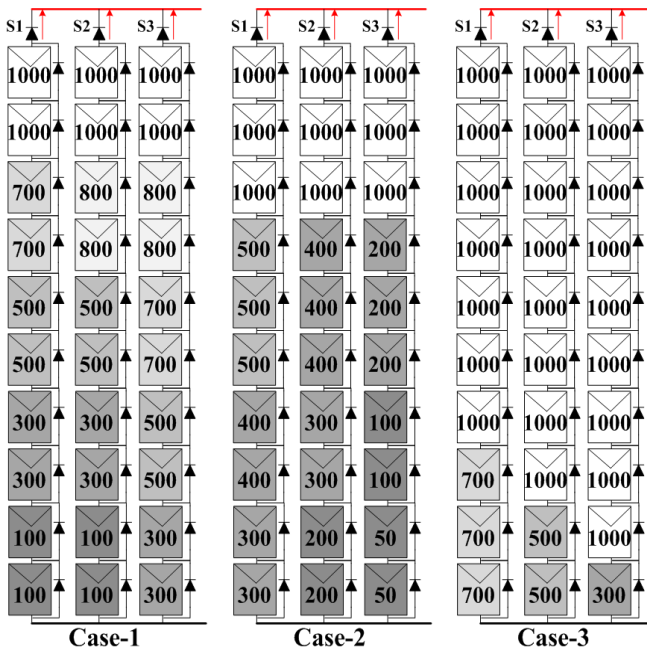 S1 S2 S3 S1 S2 S3 S1 S2 S3
1000 1000 1000 1000 1000 1000 1000 1000 1000
1000 1000 1000 1000 1000 1000 1000 1000 1000
700 800 800 1000 1000 1000 1000 1000 1000
700 800 800 500 400 200 1000 1000 1000
500 500 700 500 400 200 1000 1000 1000
500 500 700 500 400 200 1000 1000 1000
300 300 500 400 300 100 1000 1000 1000
300 300 500 400 300 100 700 1000 1000
100 100 300 300 200 50 700 500 1000
100 100 300 300 200 50 700 500 300
Case-1 Case-2 Case-3